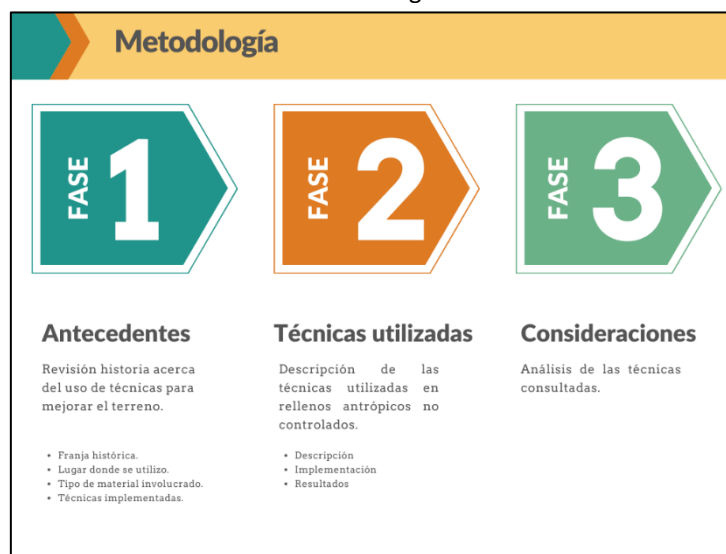 Metodología
FASE 1
FASE 2
FASE 3
Antecedentes
Revisión historia acerca
del uso de técnicas para
mejorar el terreno.
• Franja histórica.
• Lugar donde se utilizo.
• Tipo de material involucrado.
• Técnicas implementadas.
Técnicas utilizadas
Descripción de las
técnicas utilizadas en
rellenos antrópicos no
controlados.
• Descripción
• Implementación
• Resultados
Consideraciones
Análisis de las técnicas
consultadas.